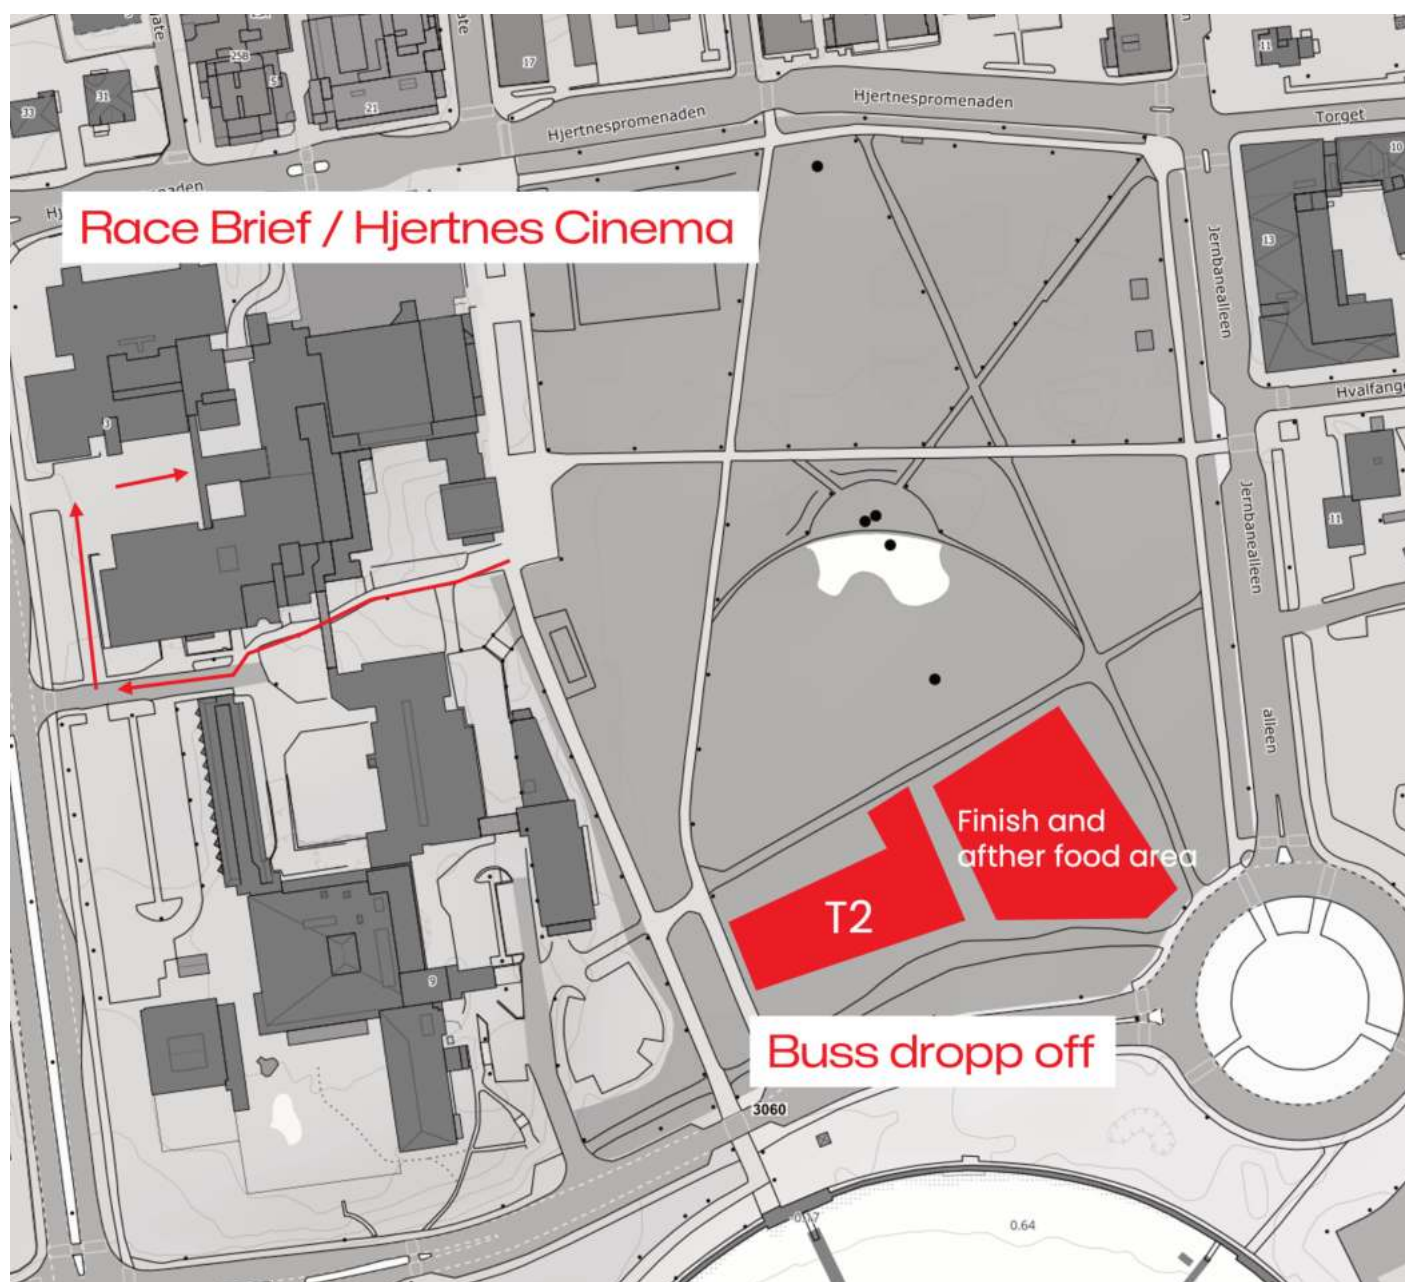 25B
5
31
33
21
17
11
Hjertnespromenaden
Hjertnespromenaden
Torget
10
Race Brief / Hjertnes Cinema
13
Jernbanealleen
Hvalfange
3
Jernbanealleen
11
alleen
Finish and
afther food area
T2
9
Buss dropp off
3060
0.64